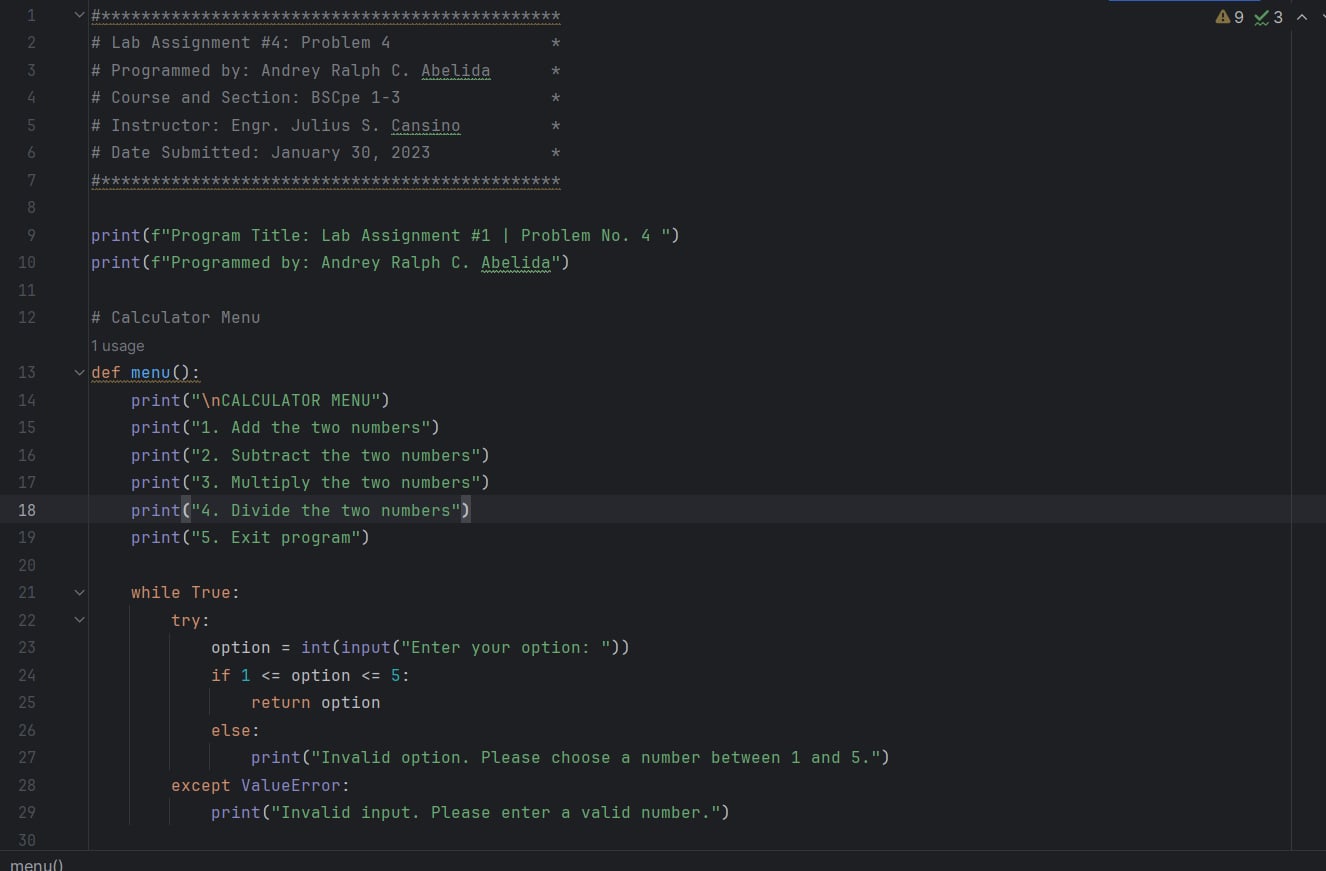 9 3
1 #**********************************************
2 # Lab Assignment #4: Problem 4                *
3 # Programmed by: Andrey Ralph C. Abelida      *
4 # Course and Section: BSCpe 1-3               *
5 # Instructor: Engr. Julius S. Cansino         *
6 # Date Submitted: January 30, 2023            *
7 #**********************************************
8
9 print(f"Program Title: Lab Assignment #1 | Problem No. 4 ")
10 print(f"Programmed by: Andrey Ralph C. Abelida")
11
12 # Calculator Menu
1 usage
13 def menu():
14     print("\nCALCULATOR MENU")
15     print("1. Add the two numbers")
16     print("2. Subtract the two numbers")
17     print("3. Multiply the two numbers")
18     print("4. Divide the two numbers")
19     print("5. Exit program")
20
21     while True:
22         try:
23             option = int(input("Enter your option: "))
24             if 1 <= option <= 5:
25                 return option
26             else:
27                 print("Invalid option. Please choose a number between 1 and 5.")
28         except ValueError:
29             print("Invalid input. Please enter a valid number.")
30
menu()